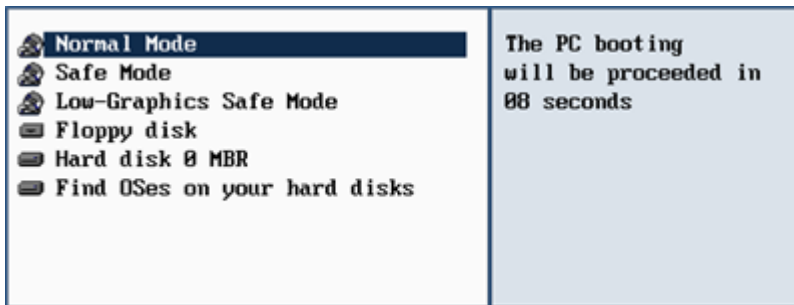 Normal Mode
Safe Mode
Low-Graphics Safe Mode
Floppy disk
Hard disk 0 MBR
Find OSes on your hard disks
The PC booting
will be proceeded in
08 seconds